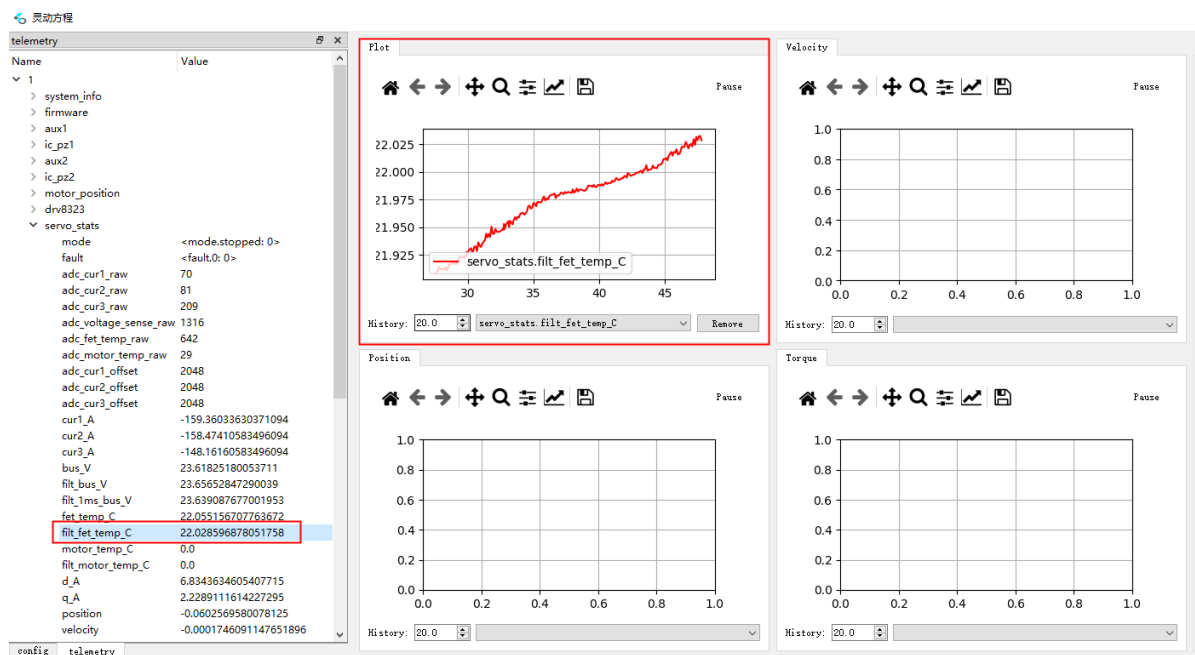 灵动方程
telemetry
Name Value
1
system_info
firmware
aux1
ic_pz1
aux2
ic_pz2
motor_position
drv8323
servo_stats
mode <mode.stopped: 0>
fault <fault.0: 0>
adc_cur1_raw 70
adc_cur2_raw 81
adc_cur3_raw 209
adc_voltage_sense_raw 1316
adc_fet_temp_raw 642
adc_motor_temp_raw 29
adc_cur1_offset 2048
adc_cur2_offset 2048
adc_cur3_offset 2048
cur1_A -159.36033630371094
cur2_A -158.47410583496094
cur3_A -148.16160583496094
bus_V 23.61825180053711
filt_bus_V 23.65652847290039
filt_1ms_bus_V 23.639087677001953
fet_temp_C 22.055156707763672
filt_fet_temp_C 22.028596878051758
motor_temp_C 0.0
filt_motor_temp_C 0.0
d_A 6.8343634605407715
q_A 2.2289111614227295
position -0.0602569580078125
velocity -0.0001746091147651896
config telemetry
Plot
Pause
22.025
22.000
21.975
21.950
21.925
servo_stats.filt_fet_temp_C
30 35 40 45
History: 20.0 servo_stats.filt_fet_temp_C Remove
Velocity
Pause
1.0
0.8
0.6
0.4
0.2
0.0
0.0 0.2 0.4 0.6 0.8 1.0
History: 20.0
Position
Pause
1.0
0.8
0.6
0.4
0.2
0.0
0.0 0.2 0.4 0.6 0.8 1.0
History: 20.0
Torque
Pause
1.0
0.8
0.6
0.4
0.2
0.0
0.0 0.2 0.4 0.6 0.8 1.0
History: 20.0